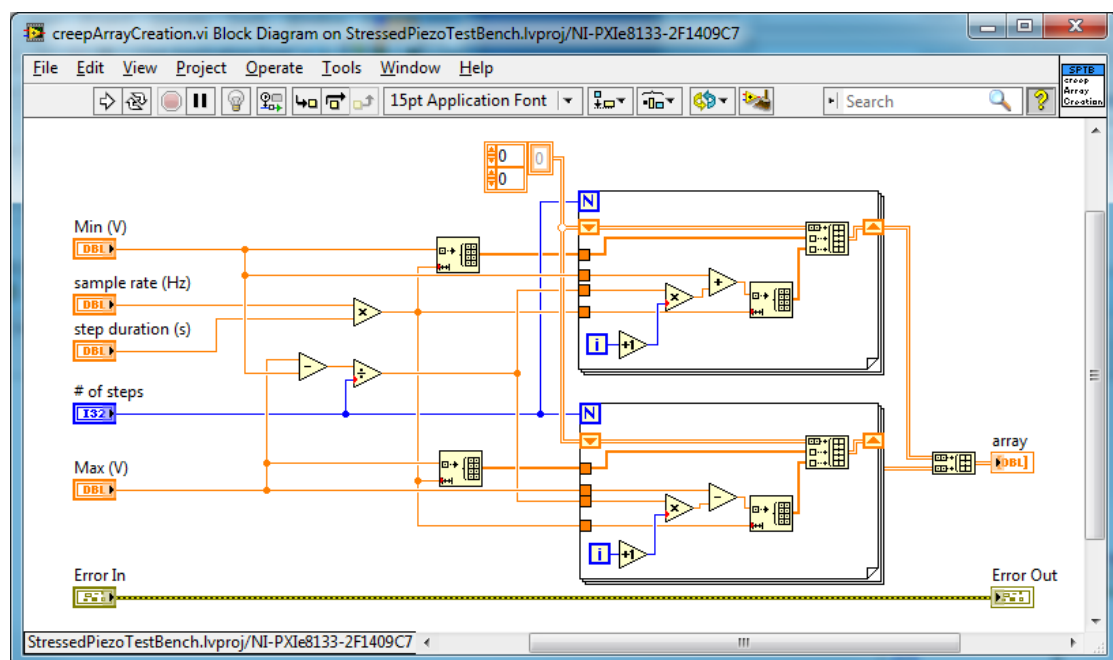 creepArrayCreation.vi Block Diagram on StressedPiezoTestBench.lvproj/NI-PXIe8133-2F1409C7
File Edit View Project Operate Tools Window Help
15pt Application Font
Search
SPTB
creep
Array
Creation
0
0
0
N
Min (V)
DBL
sample rate (Hz)
DBL
step duration (s)
DBL
i
+1
# of steps
I32
N
Max (V)
DBL
array
DBL]
i
+1
Error In
Error Out
StressedPiezoTestBench.lvproj/NI-PXIe8133-2F1409C7